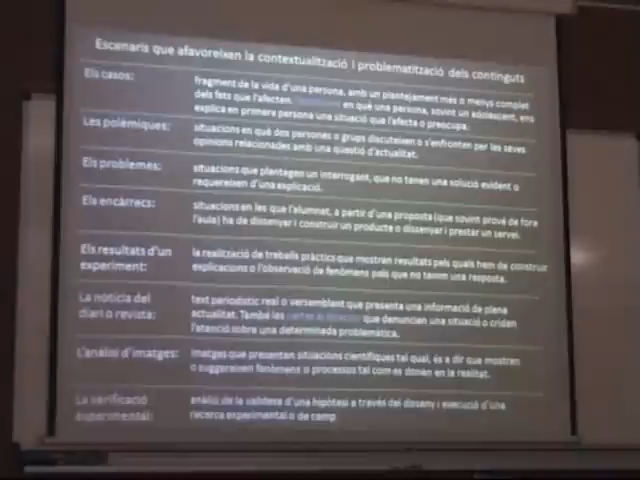 Escenaris que afavoreixen la contextualització i problematització dels continguts
Els casos:
fragment de la vida d'una persona, amb un plantejament més o menys complet
dels fets que l'afecten. en què una persona, sovint un adolescent, ens
explica en primera persona una situació que l'afecta o preocupa.
Les polèmiques:
situacions en què dos persones o grups discuteixen o s'enfronten per les seves
opinions relacionades amb una qüestió d'actualitat.
Els problemes:
situacions que plantegen un interrogant, que no tenen una solució evident o
requereixen d'una explicació.
Els encàrrecs:
situacions en les que l'alumnat, a partir d'una proposta (que sovint prové de fora
l'aula) ha de dissenyar i construir un producte o dissenyar i prestar un servei.
Els resultats d'un
experiment:
la realització de treballs pràctics que mostren resultats pels quals hem de construir
explicacions o l'observació de fenòmens pels que no tenim una resposta.
La notícia del
diari o revista:
text periodístic real o versemblant que presenta una informació de plena
actualitat. També les que denuncien una situació o criden
l'atenció sobre una determinada problemàtica.
L'anàlisi d'imatges:
imatges que presenten situacions científiques tal qual, és a dir que mostren
o suggereixen fenòmens o processos tal com es donen en la realitat.
La verificació
experimental:
anàlisi de la validesa d'una hipòtesi a través del disseny i execució d'una
recerca experimental o de camp